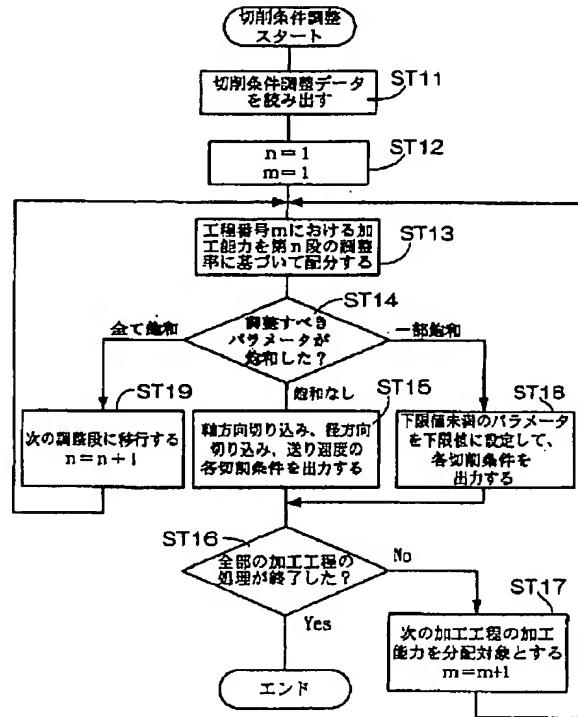 切削条件調整
スタート
切削条件調整データ
を読み出す
ST11
n=1
m=1
ST12
工程番号mにおける加
工能力を第n段の調整
率に基づいて配分する
ST13
ST14
調整すべき
パラメータが
飽和した?
全て飽和
一部飽和
飽和なし
ST19
次の調整段に移行する
n=n+1
ST15
軸方向切り込み、径方向
切り込み、送り速度の
各切削条件を出力する
ST18
下限値未満のパラメータ
を下限値に設定して、
各切削条件を
出力する
ST16
全部の加工工程の
処理が終了した?
No
Yes
ST17
次の加工工程の加工
能力を分配対象とする
m=m+1
エンド